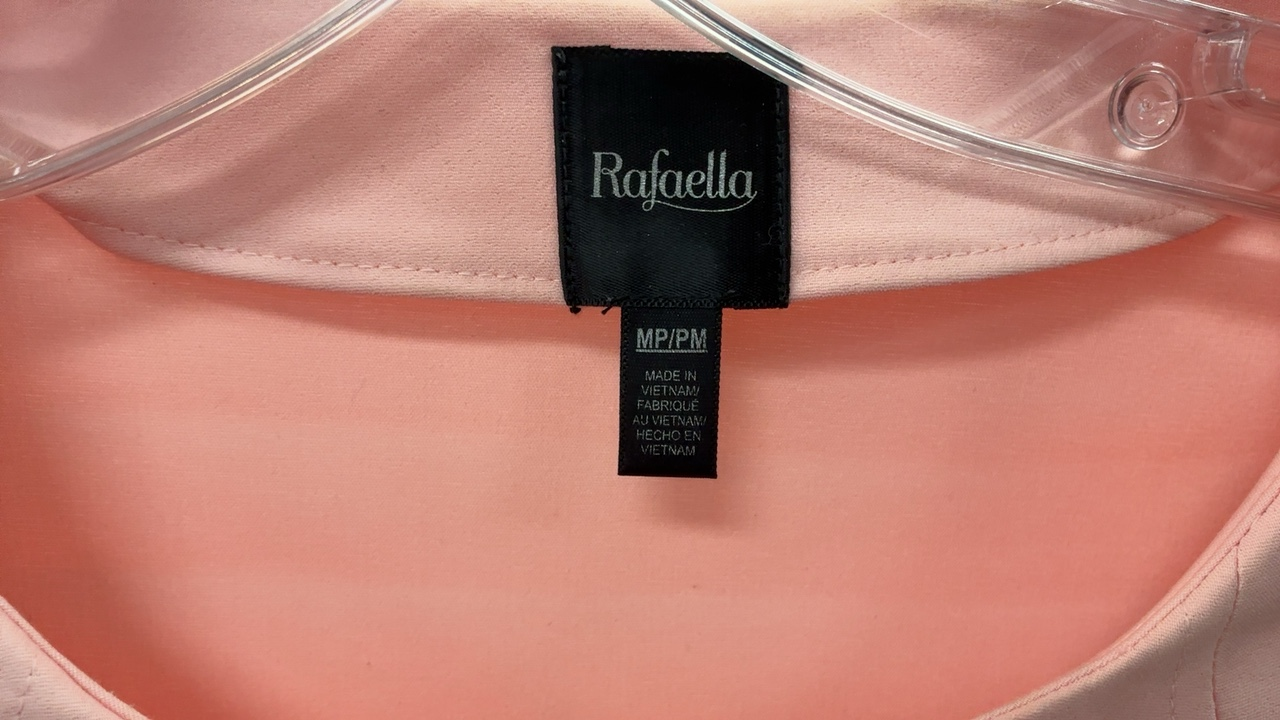 Rafaella
MP/PM
MADE IN
VIETNAM/
FABRIQUÉ
AU VIETNAM/
HECHO EN
VIETNAM